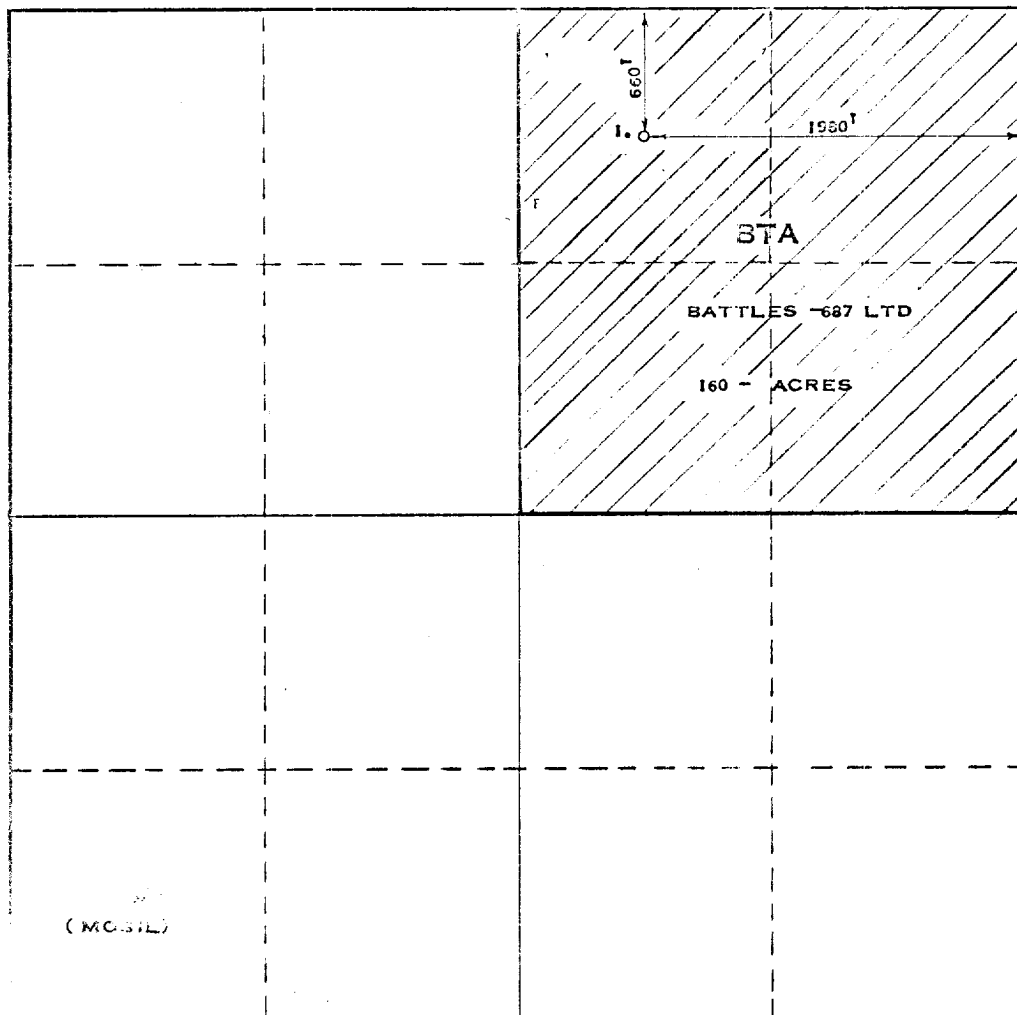 660'
1980'
1.
BTA
BATTLES -687 LTD
160 - ACRES
(MOBIL)